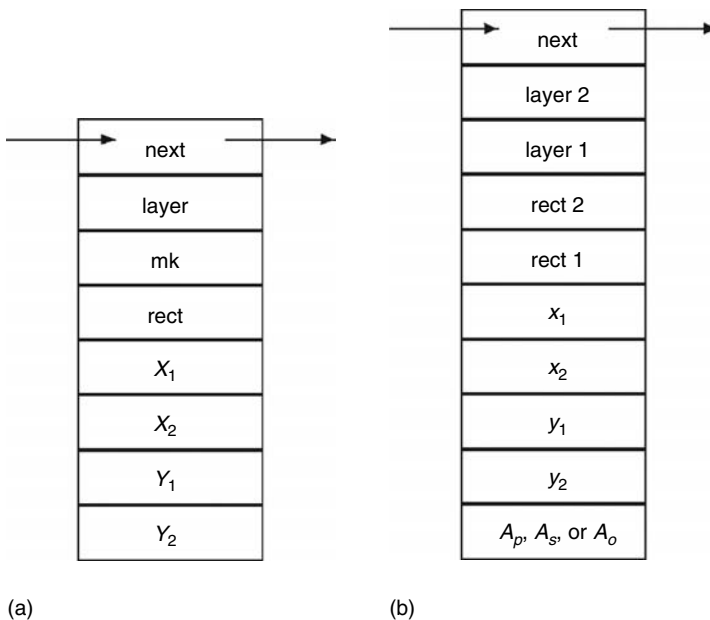 next
layer
mk
rect
X₁
X₂
Y₁
Y₂
(a)
next
layer 2
layer 1
rect 2
rect 1
x₁
x₂
y₁
y₂
Aₚ, Aₛ, or Aₒ
(b)